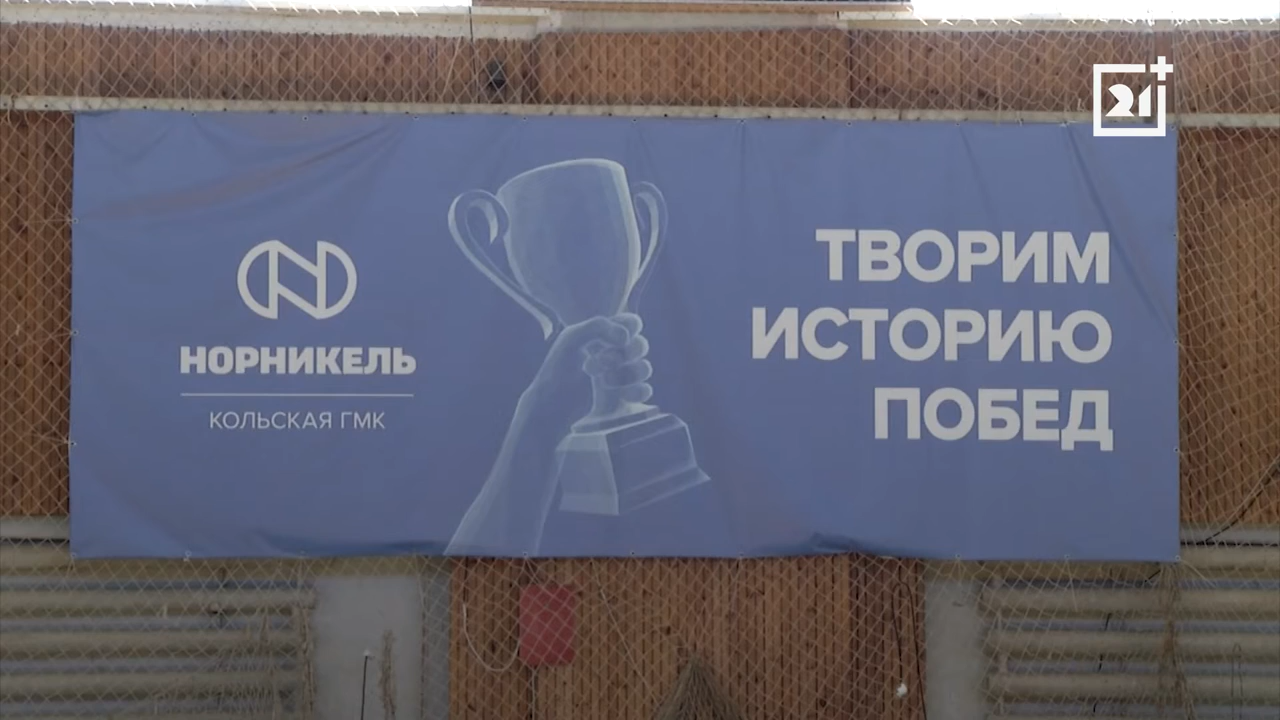 21+
НОРНИКЕЛЬ
КОЛЬСКАЯ ГМК
ТВОРИМ
ИСТОРИЮ
ПОБЕД